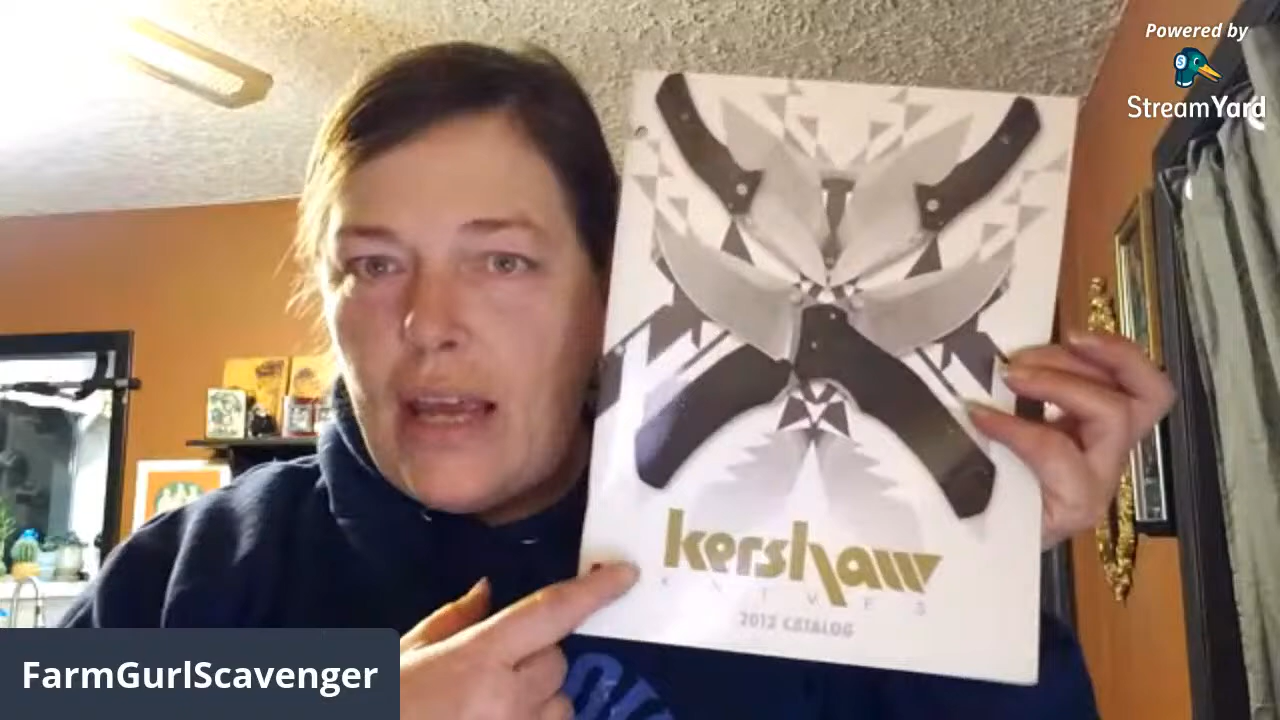 Powered by
StreamYard
kershaw
KNIVES
2012 CATALOG
FarmGurlScavenger